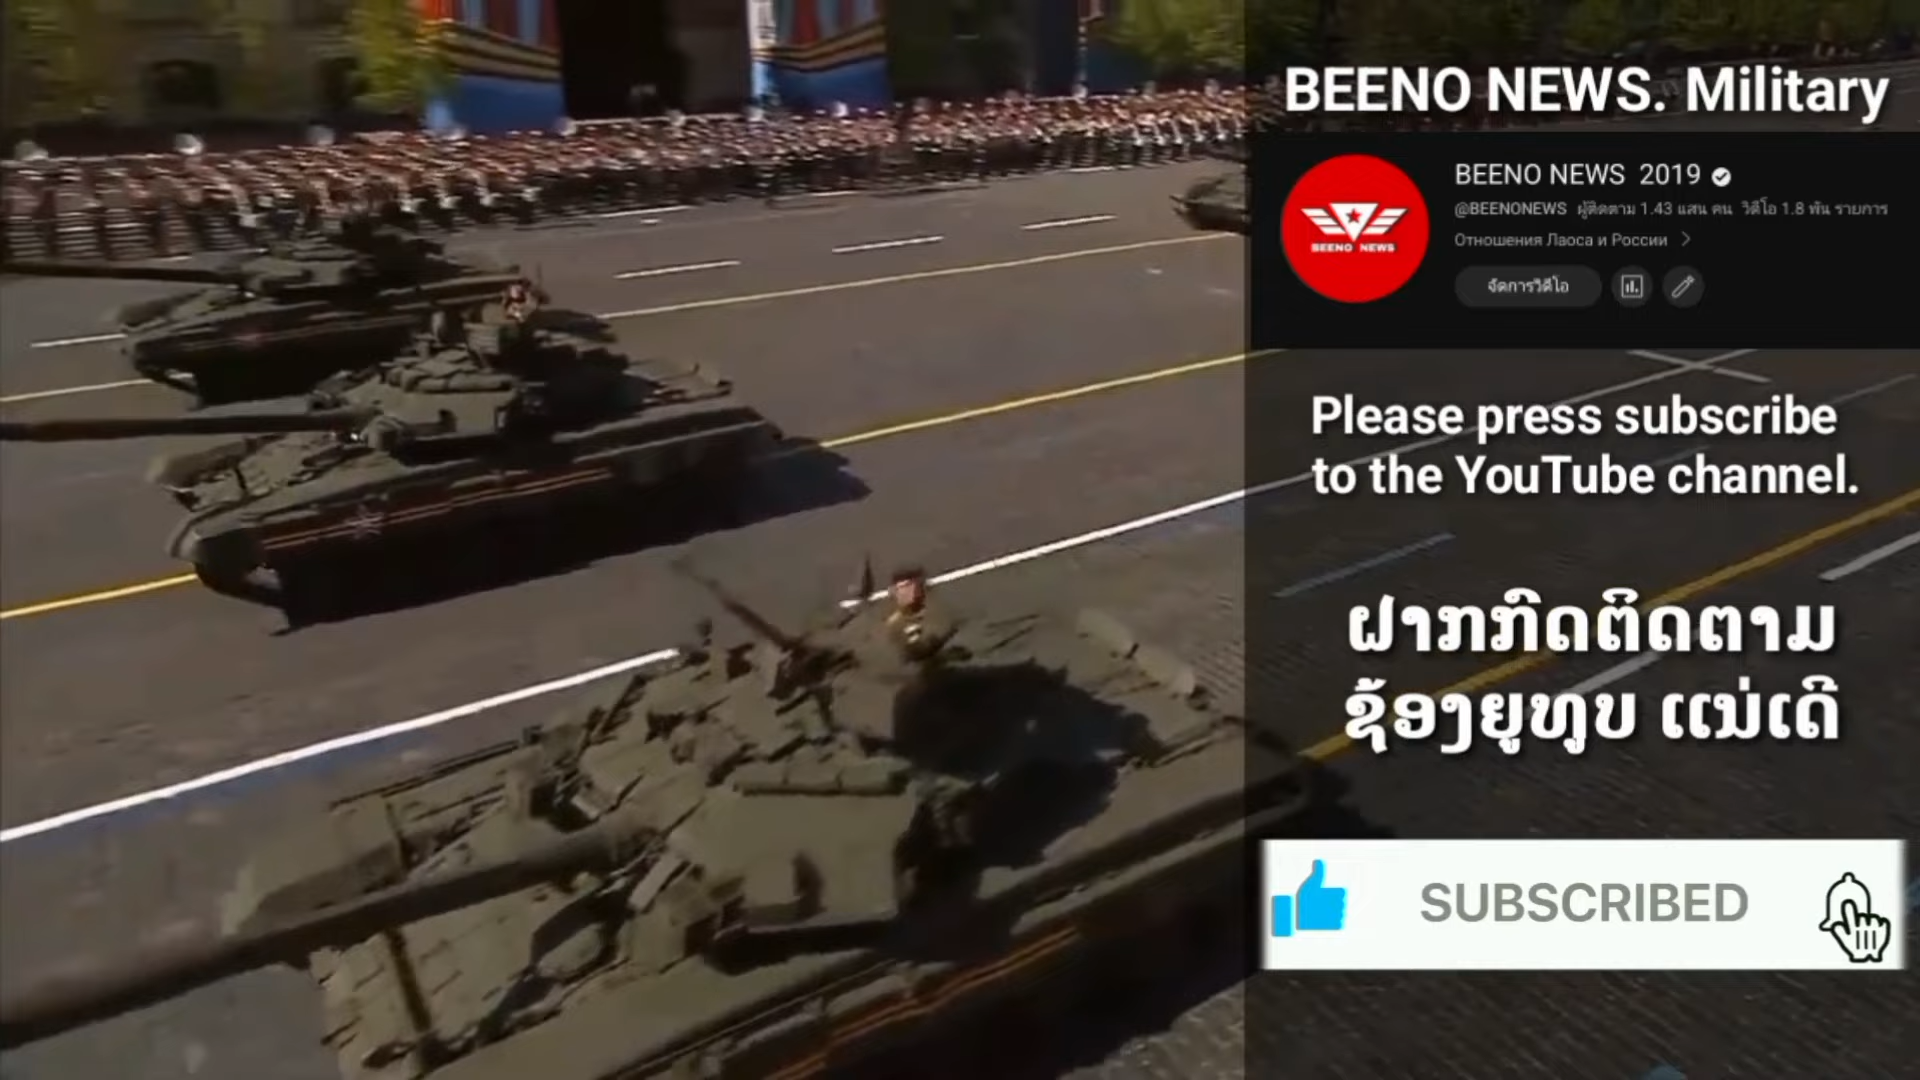 BEENO NEWS. Military
BEENO NEWS 2019
@BEENONEWS ผู้ติดตาม 1.43 แสน คน วิดีโอ 1.8 พัน รายการ
Отношения Лаоса и России
จัดการวิดีโอ
BEENO NEWS
Please press subscribe
to the YouTube channel.
ຝາກກົດຕິດຕາມ
ຊ້ອງຍູທູບ ແນ່ເດີ
SUBSCRIBED